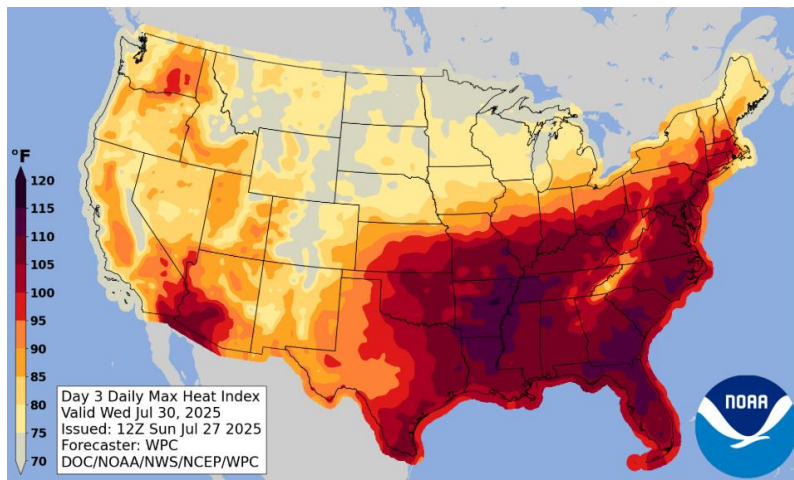 °F
120
115
110
105
100
95
90
85
80
75
70
Day 3 Daily Max Heat Index
Valid Wed Jul 30, 2025
Issued: 12Z Sun Jul 27 2025
Forecaster: WPC
DOC/NOAA/NWS/NCEP/WPC
NOAA